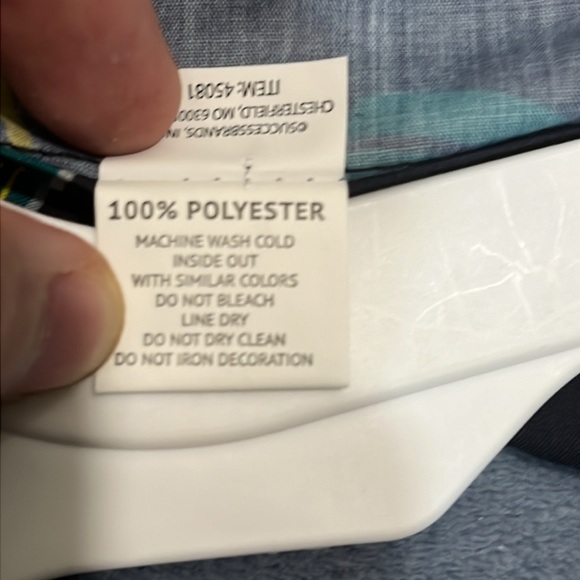 ITEM: 45081
CHESTERFIELD, MO
©SUCCESSBRANDS,
100% POLYESTER
MACHINE WASH COLD
INSIDE OUT
WITH SIMILAR COLORS
DO NOT BLEACH
LINE DRY
DO NOT DRY CLEAN
DO NOT IRON DECORATION